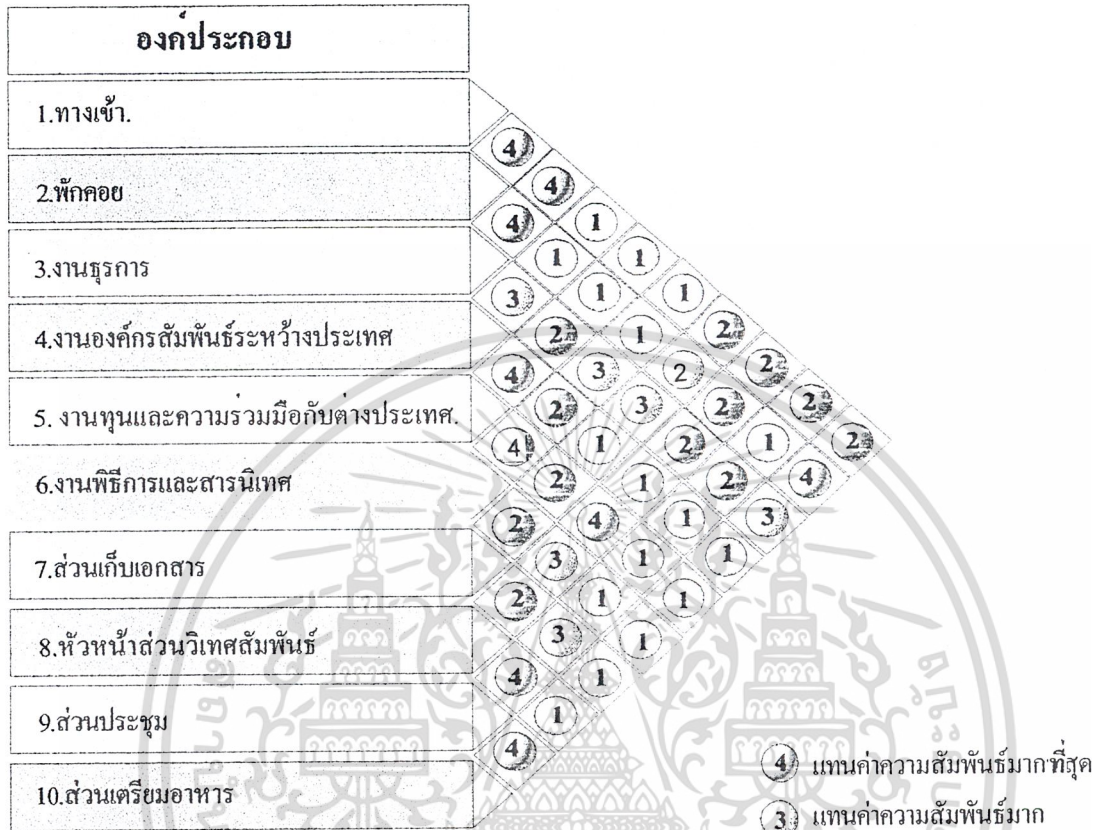 องค์ประกอบ
1.ทางเข้า.
4
2.พักคอย 4
4 1
3.งานธุรการ 1 1
3 1 1
4.งานองค์กรสัมพันธ์ระหว้างประเทศ 2 1 2
4 3 2 2
5. งานทุนและความร่วมมือกับต่างประเทศ. 2 3 2 2
4 1 2 1 2
6.งานพิธีการและสารนิเทศ 2 1 2 4
2 4 1 3
7.ส่วนเก็บเอกสาร 3 1 1
2 1 1
8.หัวหน้าส่วนวิเทศสัมพันธ์ 3 1
4 1
9.ส่วนประชุม 1
4 4 แทนค่าความสัมพันธ์มากที่สุด
10.ส่วนเตรียมอาหาร
3 แทนค่าความสัมพันธ์มาก